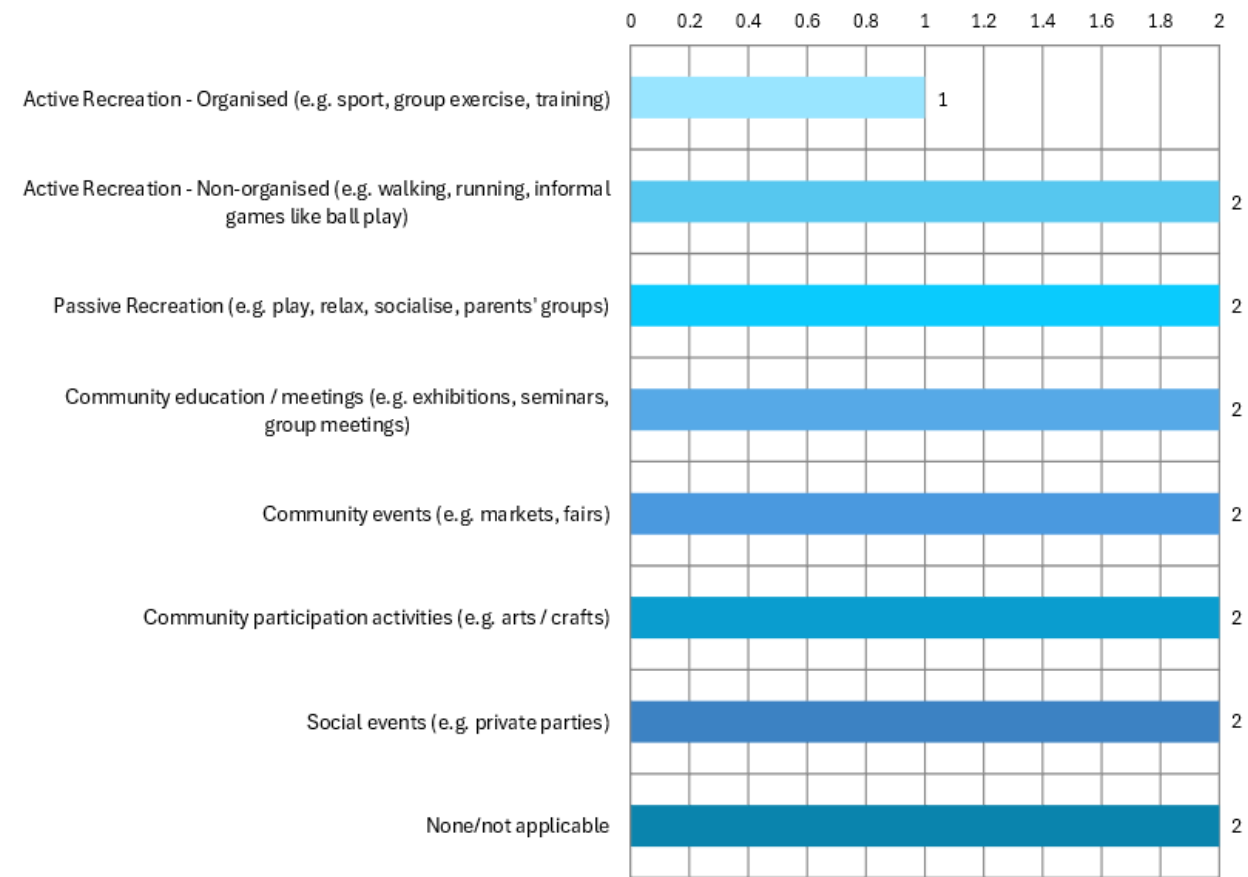 0 0.2 0.4 0.6 0.8 1 1.2 1.4 1.6 1.8 2
Active Recreation - Organised (e.g. sport, group exercise, training) 1
Active Recreation - Non-organised (e.g. walking, running, informal
games like ball play) 2
Passive Recreation (e.g. play, relax, socialise, parents' groups) 2
Community education / meetings (e.g. exhibitions, seminars,
group meetings) 2
Community events (e.g. markets, fairs) 2
Community participation activities (e.g. arts / crafts) 2
Social events (e.g. private parties) 2
None/not applicable 2